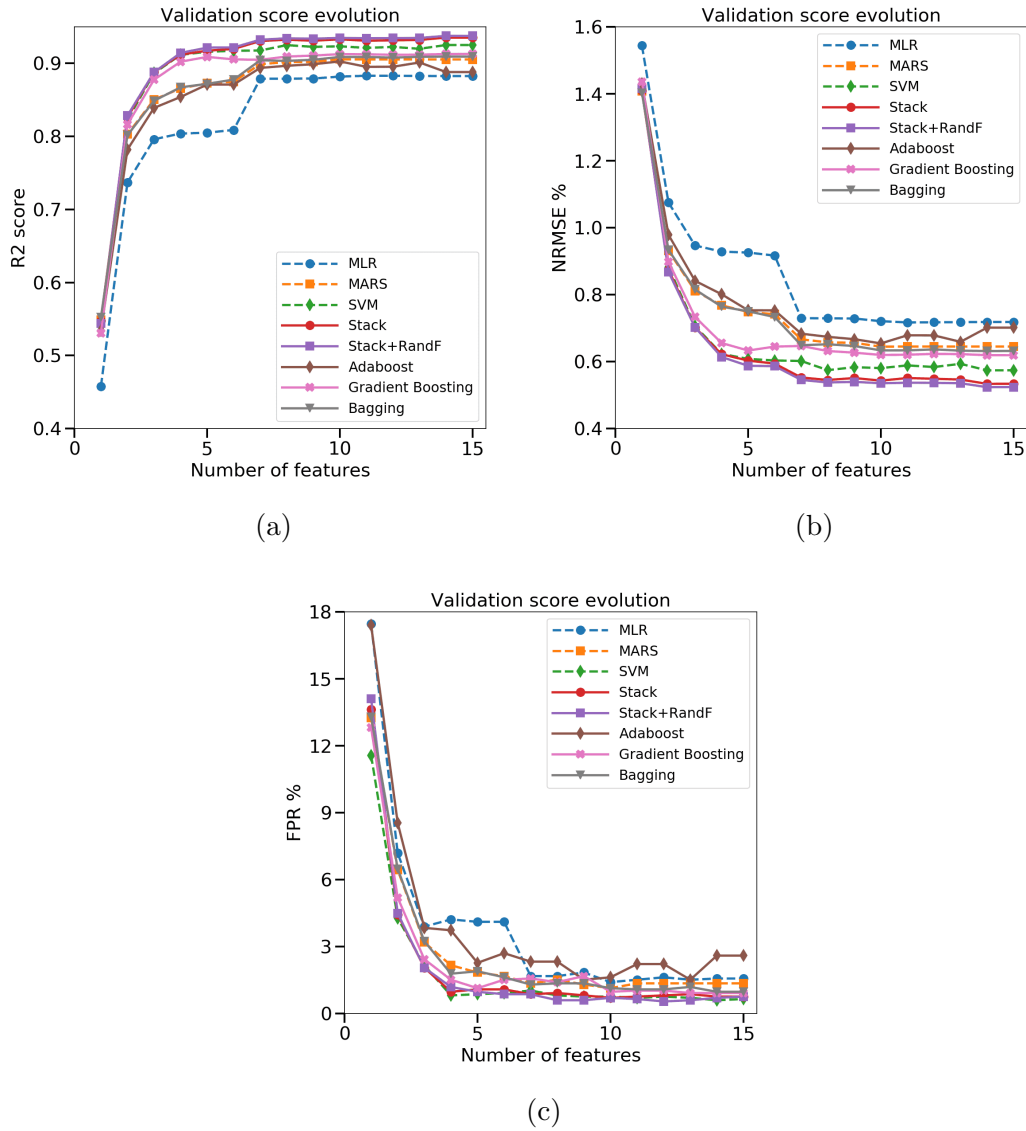 Validation score evolution
R2 score
0.9
0.8
0.7
0.6
0.5
0.4
0
5
10
15
Number of features
MLR
MARS
SVM
Stack
Stack+RandF
Adaboost
Gradient Boosting
Bagging
(a)
Validation score evolution
NRMSE %
1.6
1.4
1.2
1.0
0.8
0.6
0.4
0
5
10
15
Number of features
MLR
MARS
SVM
Stack
Stack+RandF
Adaboost
Gradient Boosting
Bagging
(b)
Validation score evolution
FPR %
18
15
12
9
6
3
0
0
5
10
15
Number of features
MLR
MARS
SVM
Stack
Stack+RandF
Adaboost
Gradient Boosting
Bagging
(c)